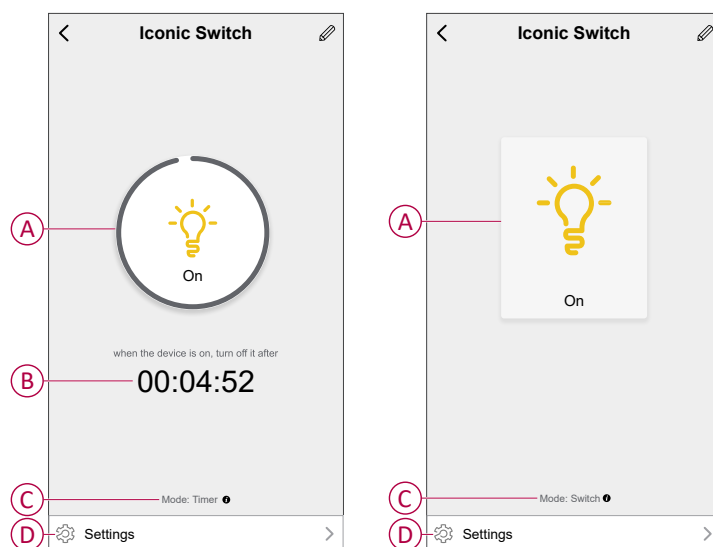 Iconic Switch
A
On
when the device is on, turn off it after
B
00:04:52
C
Mode: Timer
D
Settings
Iconic Switch
A
On
C
Mode: Switch
D
Settings